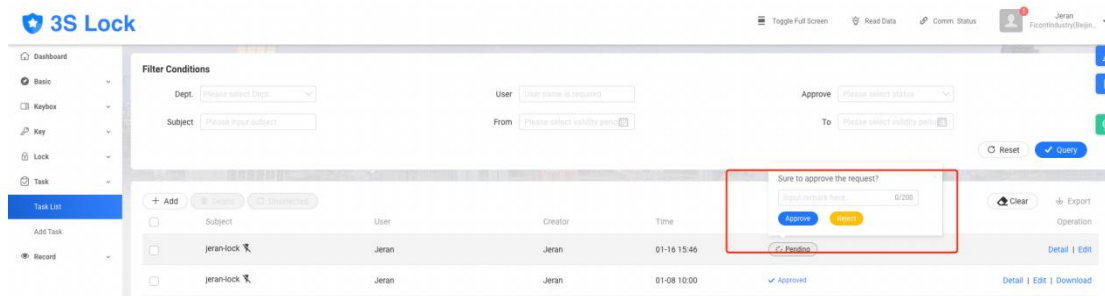 3S Lock
Toggle Full Screen Read Data Comm. Status Jeran
FicontIndustry(Beijin...
Dashboard
Basic
Keybox
Key
Lock
Task
Task List
Add Task
Record
Filter Conditions
Dept. Please select Dept. User User name is required Approve Please select status
Subject Please input subject From Please select validity period To Please select validity period
Reset Query
Sure to approve the request?
Input remark here... 0/200
Approve Reject
+ Add Delete Clear Export
Subject User Creator Time Operation
jeran-lock Jeran Jeran 01-16 15:46 Pending Detail | Edit
jeran-lock Jeran Jeran 01-08 10:00 Approved Detail | Edit | Download